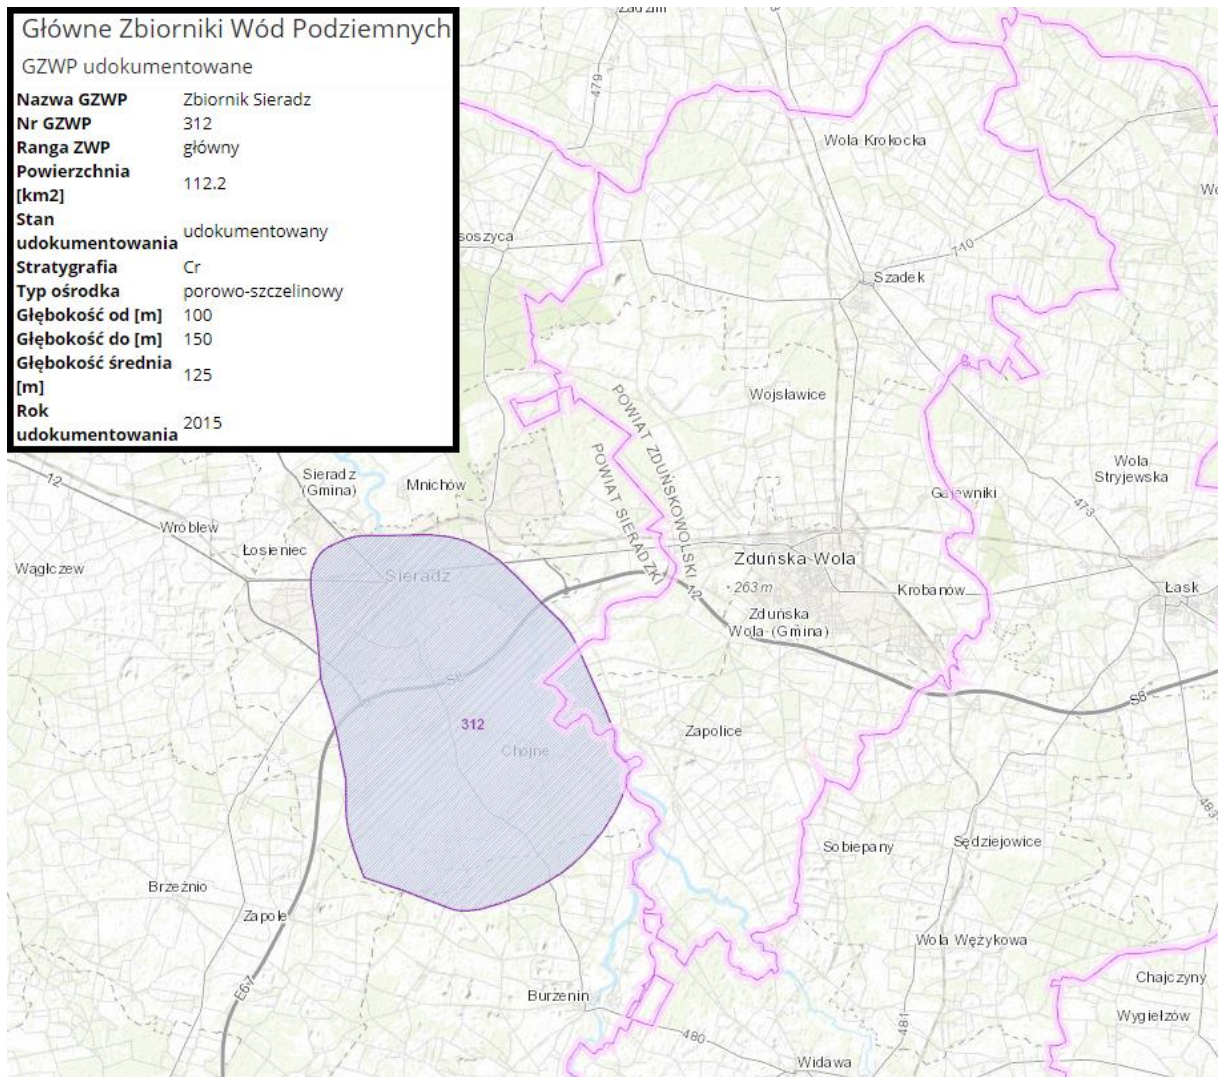 Główne Zbiorniki Wód Podziemnych
GZWP udokumentowane
Nazwa GZWP Zbiornik Sieradz
Nr GZWP 312
Ranga ZWP główny
Powierzchnia
[km2] 112.2
Stan
udokumentowania udokumentowany
Stratygrafia Cr
Typ ośrodka porowo-szczelinowy
Głębokość od [m] 100
Głębokość do [m] 150
Głębokość średnia
[m] 125
Rok
udokumentowania 2015
479
Wola Krokocka
soszyca
7-10
Szadek
POWIAT ZDUŃSKOWOLSKI
POWIAT SIERADZKI
Wojsławice
Wola
Stryjewska
Sieradz
(Gmina)
Mnichów
12
473
Wróblew
Łosieniec
Wągłczew
Sieradz
Zduńska Wola
263 m
12
Krobanów
Łask
Zduńska
Wola (Gmina)
S8
S8
312
Chojne
Zapolice
483
Sobiepany
Sędziejowice
Brzeźnio
Zapole
Wola Wężykowa
E67
Burzenin
Chajczyny
Wygiełzów
480
481
Widawa